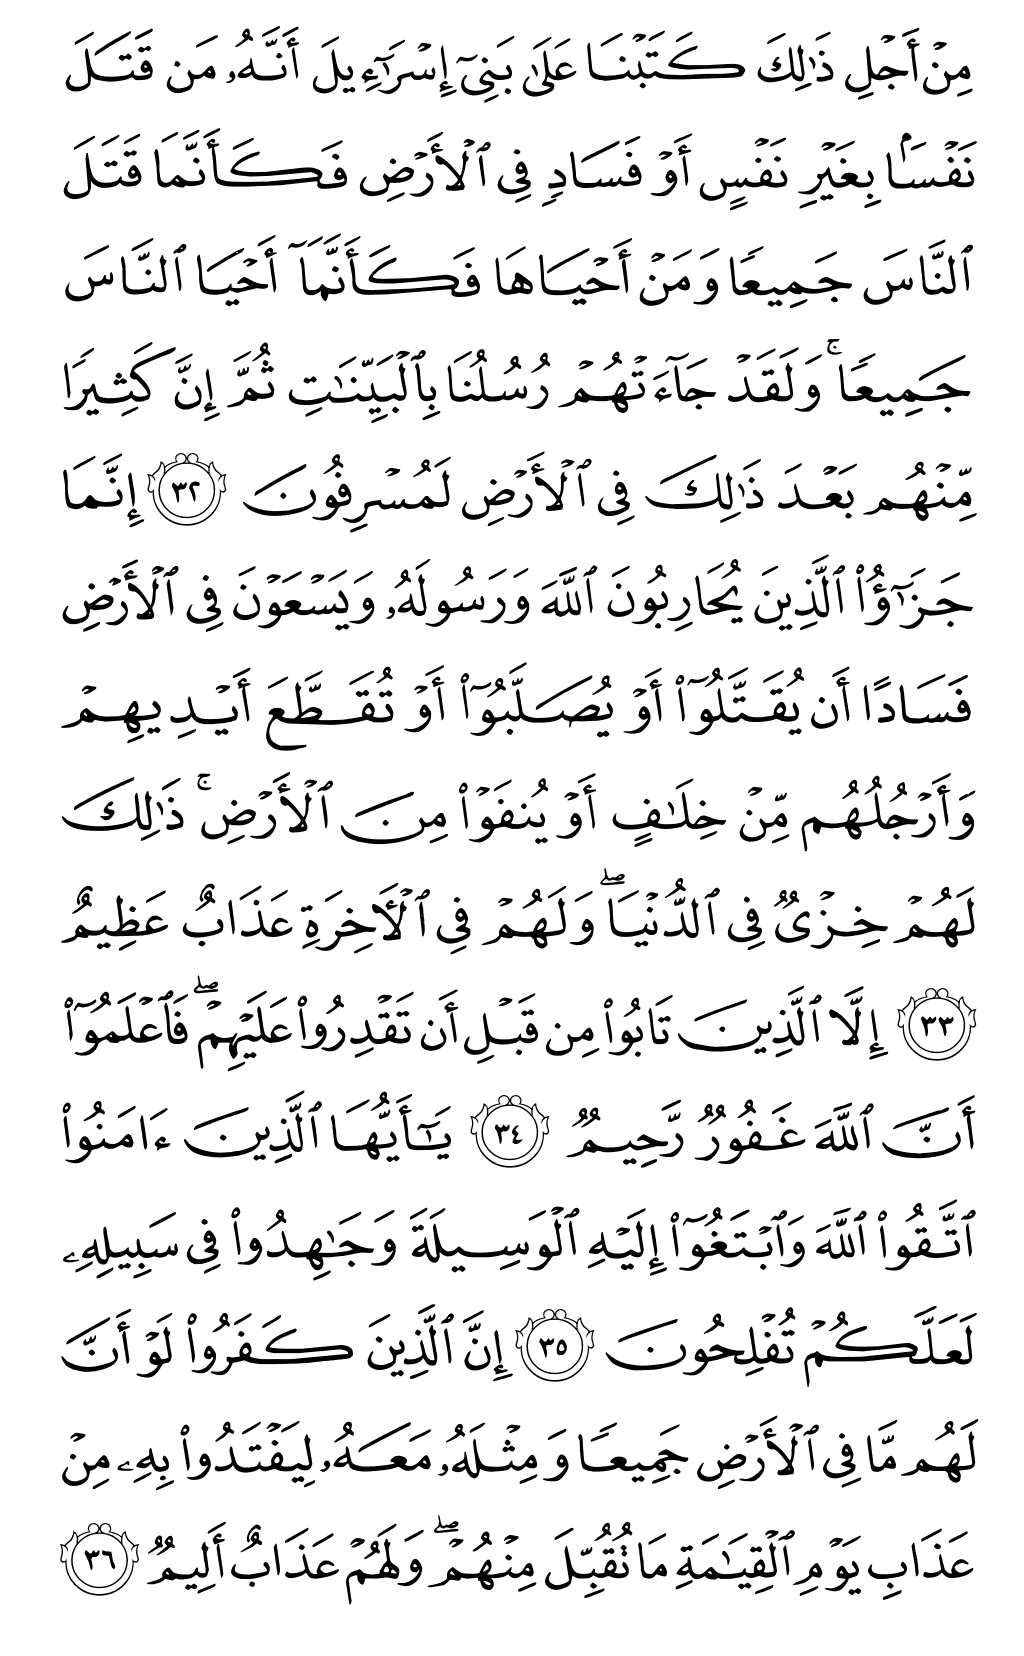 مِنۡ أَجۡلِ ذَٰلِكَ كَتَبۡنَا عَلَىٰ بَنِيٓ إِسۡرَٰٓءِيلَ أَنَّهُۥ مَن قَتَلَ
نَفۡسَۢا بِغَيۡرِ نَفۡسٍ أَوۡ فَسَادٖ فِي ٱلۡأَرۡضِ فَكَأَنَّمَا قَتَلَ
ٱلنَّاسَ جَمِيعٗا وَمَنۡ أَحۡيَاهَا فَكَأَنَّمَآ أَحۡيَا ٱلنَّاسَ
جَمِيعٗاۚ وَلَقَدۡ جَآءَتۡهُمۡ رُسُلُنَا بِٱلۡبَيِّنَٰتِ ثُمَّ إِنَّ كَثِيرٗا
مِّنۡهُم بَعۡدَ ذَٰلِكَ فِي ٱلۡأَرۡضِ لَمُسۡرِفُونَ ٣٢ إِنَّمَا
جَزَٰٓؤُاْ ٱلَّذِينَ يُحَارِبُونَ ٱللَّهَ وَرَسُولَهُۥ وَيَسۡعَوۡنَ فِي ٱلۡأَرۡضِ
فَسَادًا أَن يُقَتَّلُوٓاْ أَوۡ يُصَلَّبُوٓاْ أَوۡ تُقَطَّعَ أَيۡدِيهِمۡ
وَأَرۡجُلُهُم مِّنۡ خِلَٰفٍ أَوۡ يُنفَوۡاْ مِنَ ٱلۡأَرۡضِۚ ذَٰلِكَ
لَهُمۡ خِزۡيٞ فِي ٱلدُّنۡيَاۖ وَلَهُمۡ فِي ٱلۡأٓخِرَةِ عَذَابٌ عَظِيمٌ
٣٣ إِلَّا ٱلَّذِينَ تَابُواْ مِن قَبۡلِ أَن تَقۡدِرُواْ عَلَيۡهِمۡۖ فَٱعۡلَمُوٓاْ
أَنَّ ٱللَّهَ غَفُورٞ رَّحِيمٞ ٣٤ يَٰٓأَيُّهَا ٱلَّذِينَ ءَامَنُواْ
ٱتَّقُواْ ٱللَّهَ وَٱبۡتَغُوٓاْ إِلَيۡهِ ٱلۡوَسِيلَةَ وَجَٰهِدُواْ فِي سَبِيلِهِۦ
لَعَلَّكُمۡ تُفۡلِحُونَ ٣٥ إِنَّ ٱلَّذِينَ كَفَرُواْ لَوۡ أَنَّ
لَهُم مَّا فِي ٱلۡأَرۡضِ جَمِيعٗا وَمِثۡلَهُۥ مَعَهُۥ لِيَفۡتَدُواْ بِهِۦ مِنۡ
عَذَابِ يَوۡمِ ٱلۡقِيَٰمَةِ مَا تُقُبِّلَ مِنۡهُمۡۖ وَلَهُمۡ عَذَابٌ أَلِيمٞ ٣٦